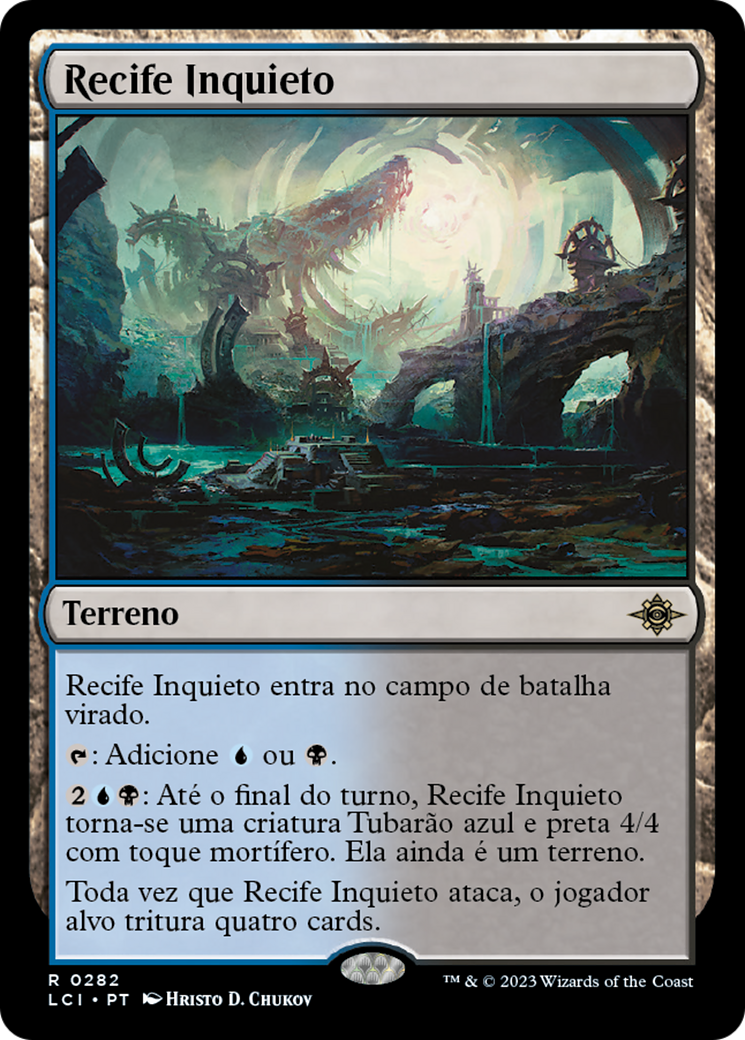 Recife Inquieto
Terreno
Recife Inquieto entra no campo de batalha
virado.
: Adicione ou .
2 : Até o final do turno, Recife Inquieto
torna-se uma criatura Tubarão azul e preta 4/4
com toque mortífero. Ela ainda é um terreno.
Toda vez que Recife Inquieto ataca, o jogador
alvo tritura quatro cards.
R 0282
™ & © 2023 Wizards of the Coast
LCI • PT Hristo D. Chukov